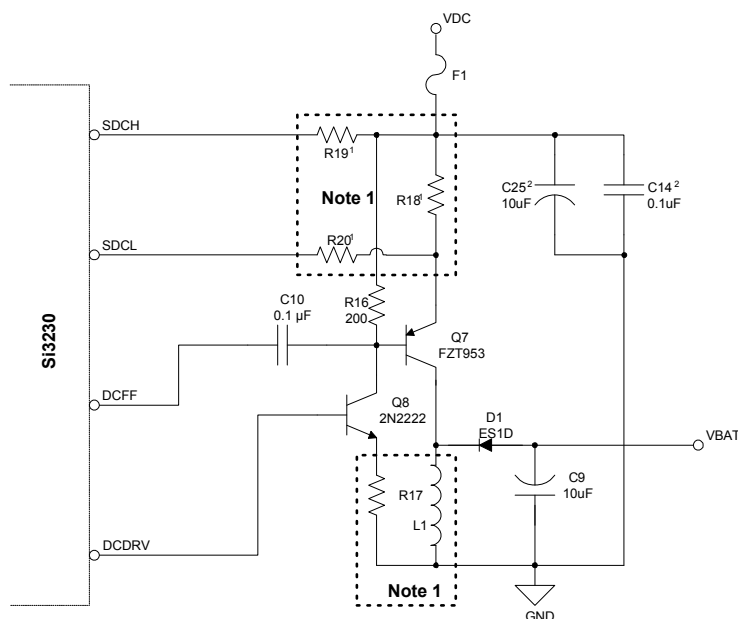 VDC
F1
SDCH
R19¹
Note 1
R18¹
C25²
10uF
C14²
0.1uF
SDCL
R20¹
R16
200
C10
0.1 µF
Q7
FZT953
Si3230
DCFF
Q8
2N2222
D1
ES1D
VBAT
R17
L1
C9
10uF
DCDRV
Note 1
GND